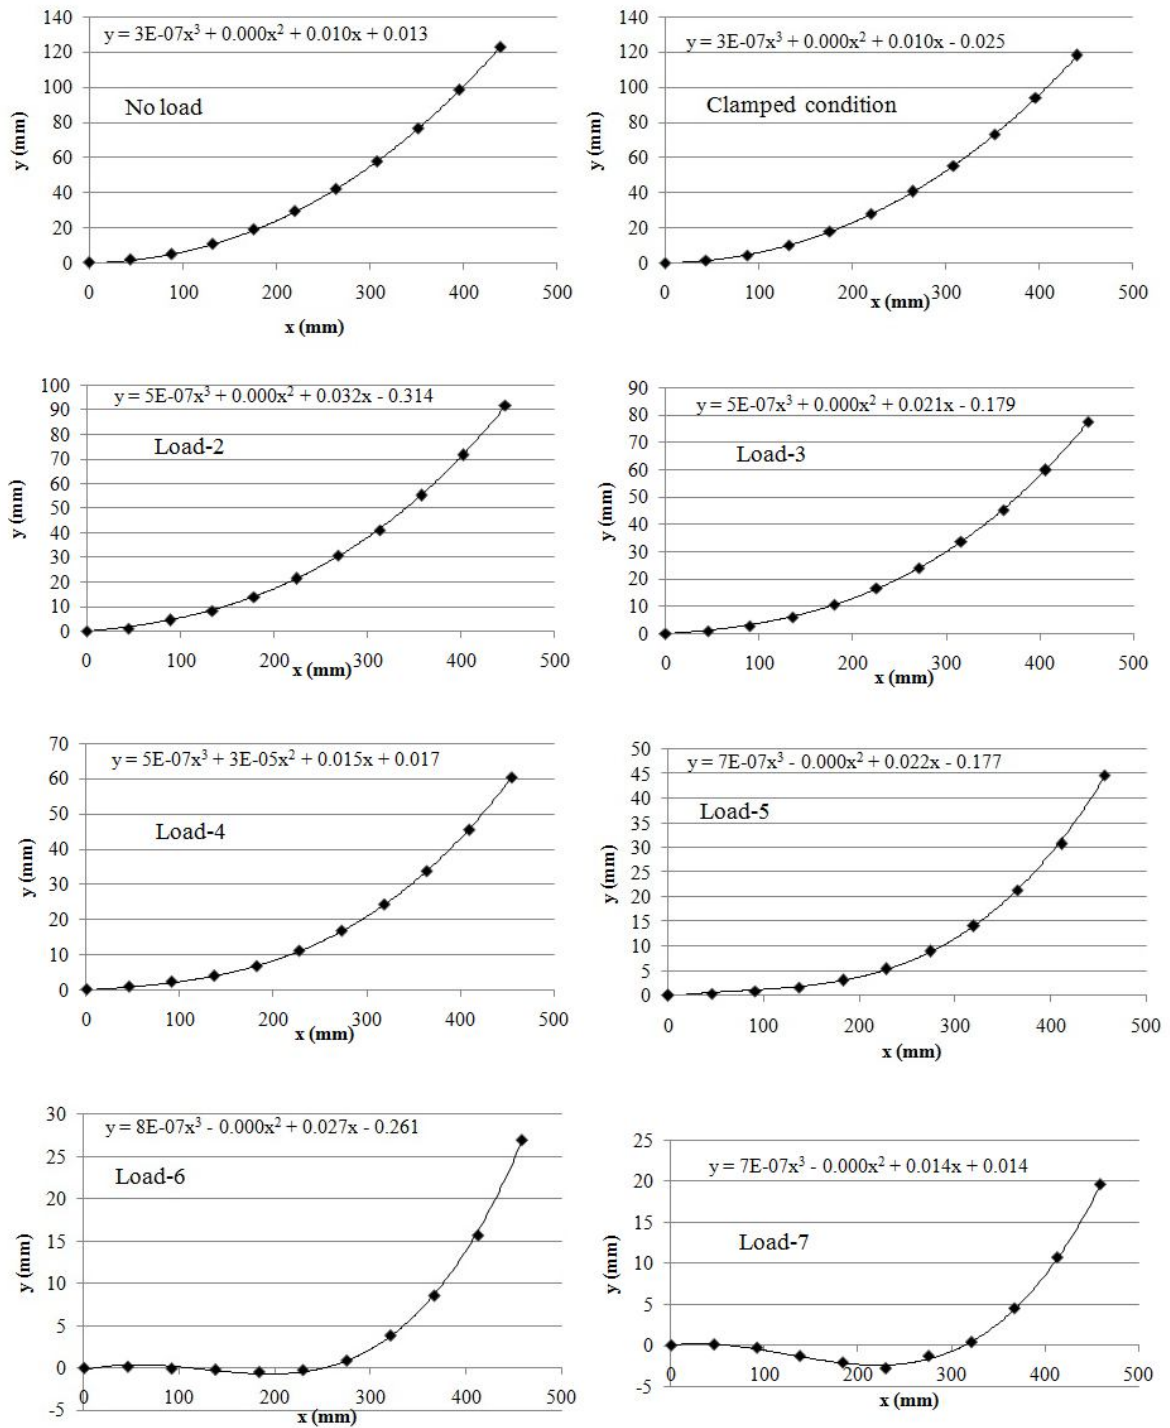 140
120
100
80
60
40
20
0
y (mm)
y = 3E-07x³ + 0.000x² + 0.010x + 0.013
No load
0 100 200 300 400 500
x (mm)
140
120
100
80
60
40
20
0
y (mm)
y = 3E-07x³ + 0.000x² + 0.010x - 0.025
Clamped condition
0 100 200 300 400 500
x (mm)
100
90
80
70
60
50
40
30
20
10
0
y (mm)
y = 5E-07x³ + 0.000x² + 0.032x - 0.314
Load-2
0 100 200 300 400 500
x (mm)
90
80
70
60
50
40
30
20
10
0
y (mm)
y = 5E-07x³ + 0.000x² + 0.021x - 0.179
Load-3
0 100 200 300 400 500
x (mm)
70
60
50
40
30
20
10
0
y (mm)
y = 5E-07x³ + 3E-05x² + 0.015x + 0.017
Load-4
0 100 200 300 400 500
x (mm)
50
45
40
35
30
25
20
15
10
5
0
y (mm)
y = 7E-07x³ - 0.000x² + 0.022x - 0.177
Load-5
0 100 200 300 400 500
x (mm)
30
25
20
15
10
5
0
-5
y (mm)
y = 8E-07x³ - 0.000x² + 0.027x - 0.261
Load-6
0 100 200 300 400 500
x (mm)
25
20
15
10
5
0
-5
y (mm)
y = 7E-07x³ - 0.000x² + 0.014x + 0.014
Load-7
0 100 200 300 400 500
x (mm)